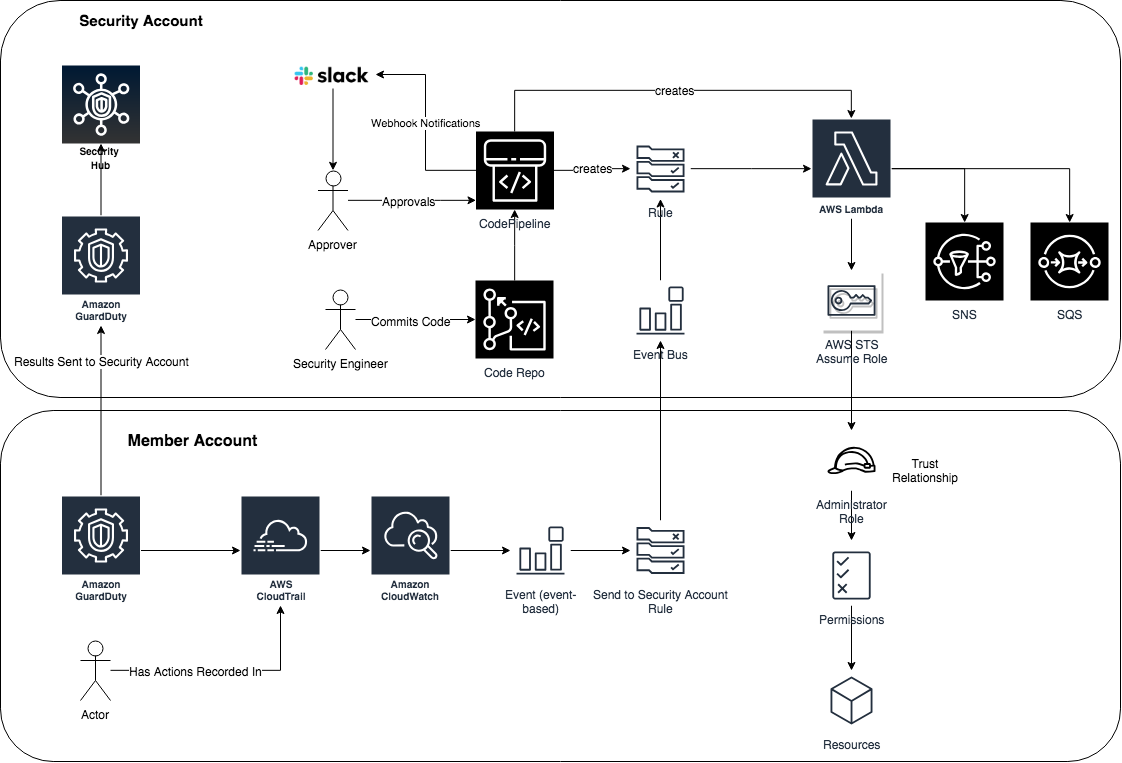 Security Account
slack
creates
Webhook Notifications
Security
Hub
creates
Approvals
AWS Lambda
Rule
CodePipeline
Approver
Amazon
GuardDuty
SNS
SQS
Commits Code
AWS STS
Assume Role
Event Bus
Results Sent to Security Account
Security Engineer
Code Repo
Member Account
Trust
Relationship
Administrator
Role
Amazon
GuardDuty
AWS
CloudTrail
Amazon
CloudWatch
Event (event-
based)
Send to Security Account
Rule
Permissions
Has Actions Recorded In
Actor
Resources